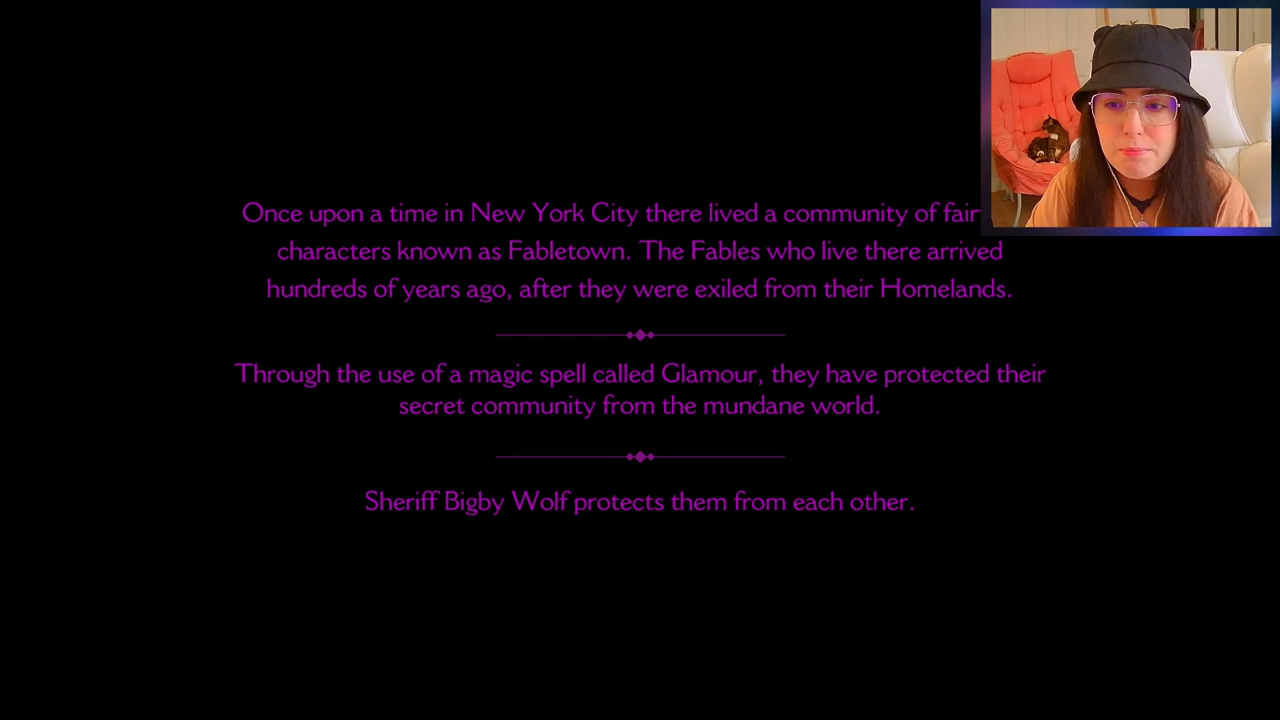 Once upon a time in New York City there lived a community of fair
characters known as Fabletown. The Fables who live there arrived
hundreds of years ago, after they were exiled from their Homelands.
Through the use of a magic spell called Glamour, they have protected their
secret community from the mundane world.
Sheriff Bigby Wolf protects them from each other.